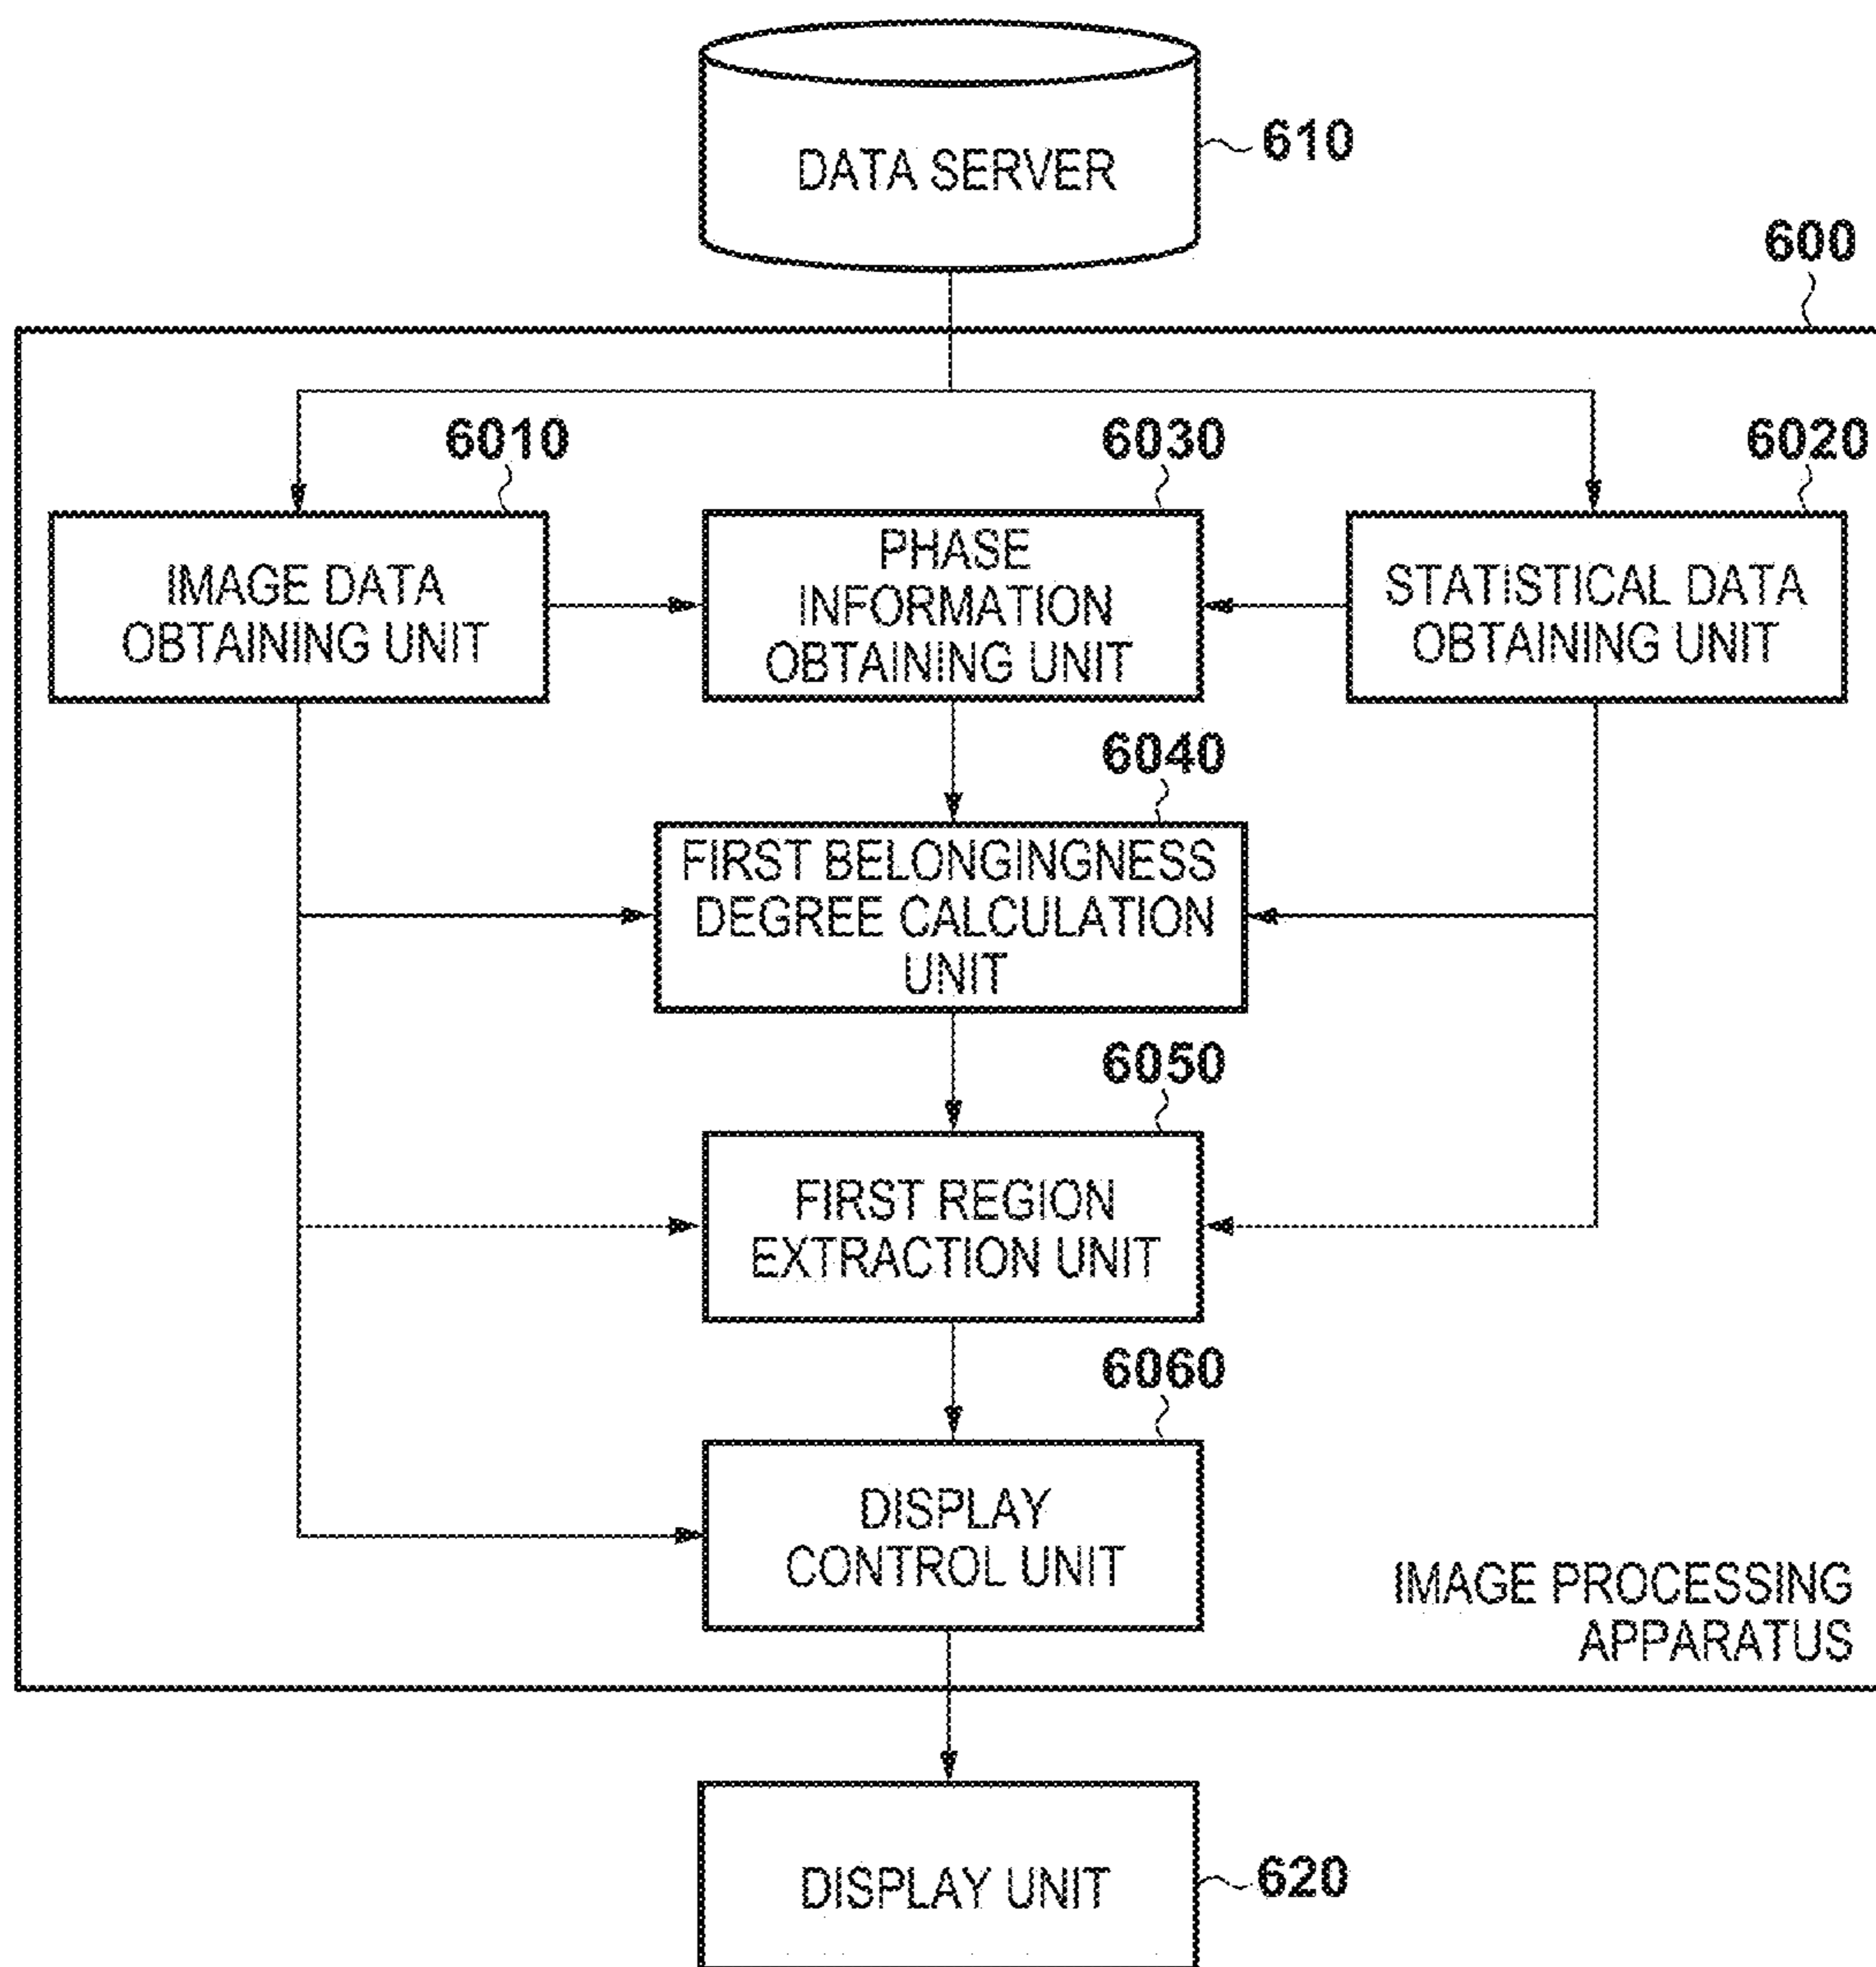 DATA SERVER
610
600
6010
6030
6020
IMAGE DATA
OBTAINING UNIT
PHASE
INFORMATION
OBTAINING UNIT
STATISTICAL DATA
OBTAINING UNIT
6040
FIRST BELONGINGNESS
DEGREE CALCULATION
UNIT
6050
FIRST REGION
EXTRACTION UNIT
6060
DISPLAY
CONTROL UNIT
IMAGE PROCESSING
APPARATUS
DISPLAY UNIT
620